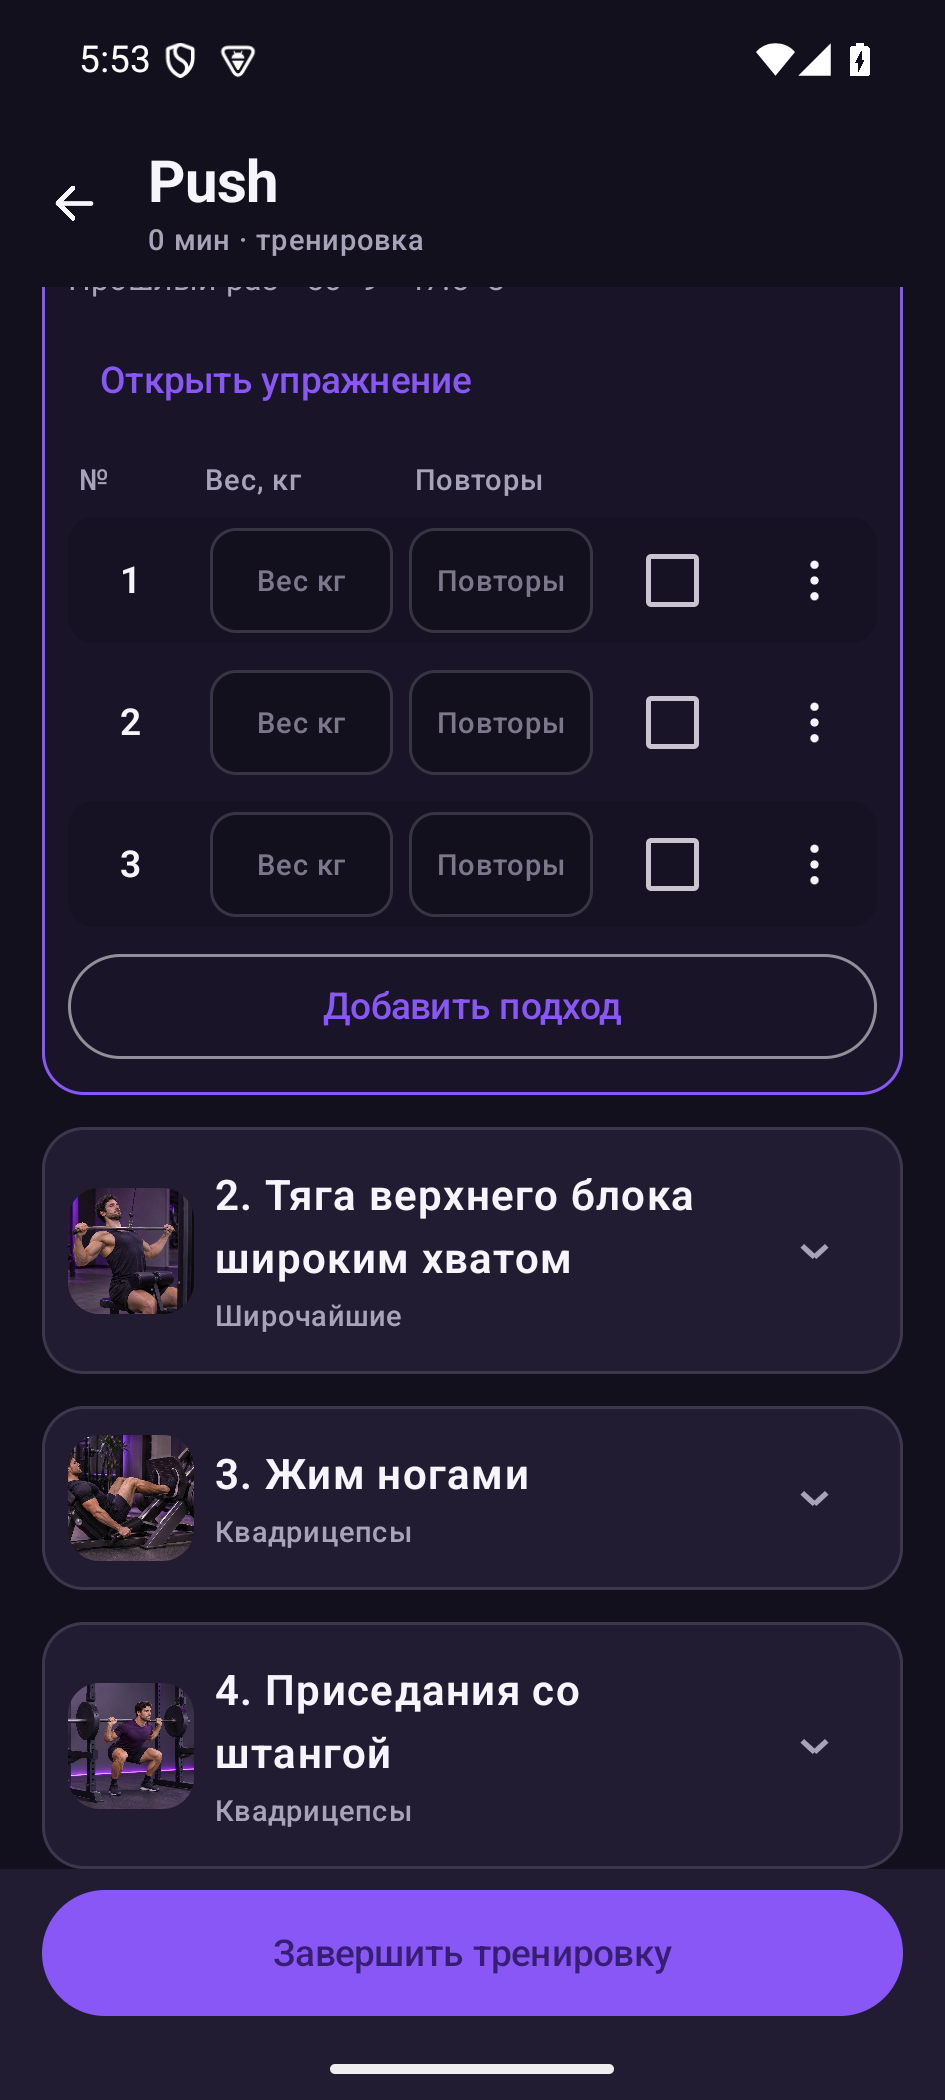 5:53
Push
0 мин · тренировка
Открыть упражнение
№ Вес, кг Повторы
1 Вес кг Повторы
2 Вес кг Повторы
3 Вес кг Повторы
Добавить подход
2. Тяга верхнего блока
широким хватом
Широчайшие
3. Жим ногами
Квадрицепсы
4. Приседания со
штангой
Квадрицепсы
Завершить тренировку